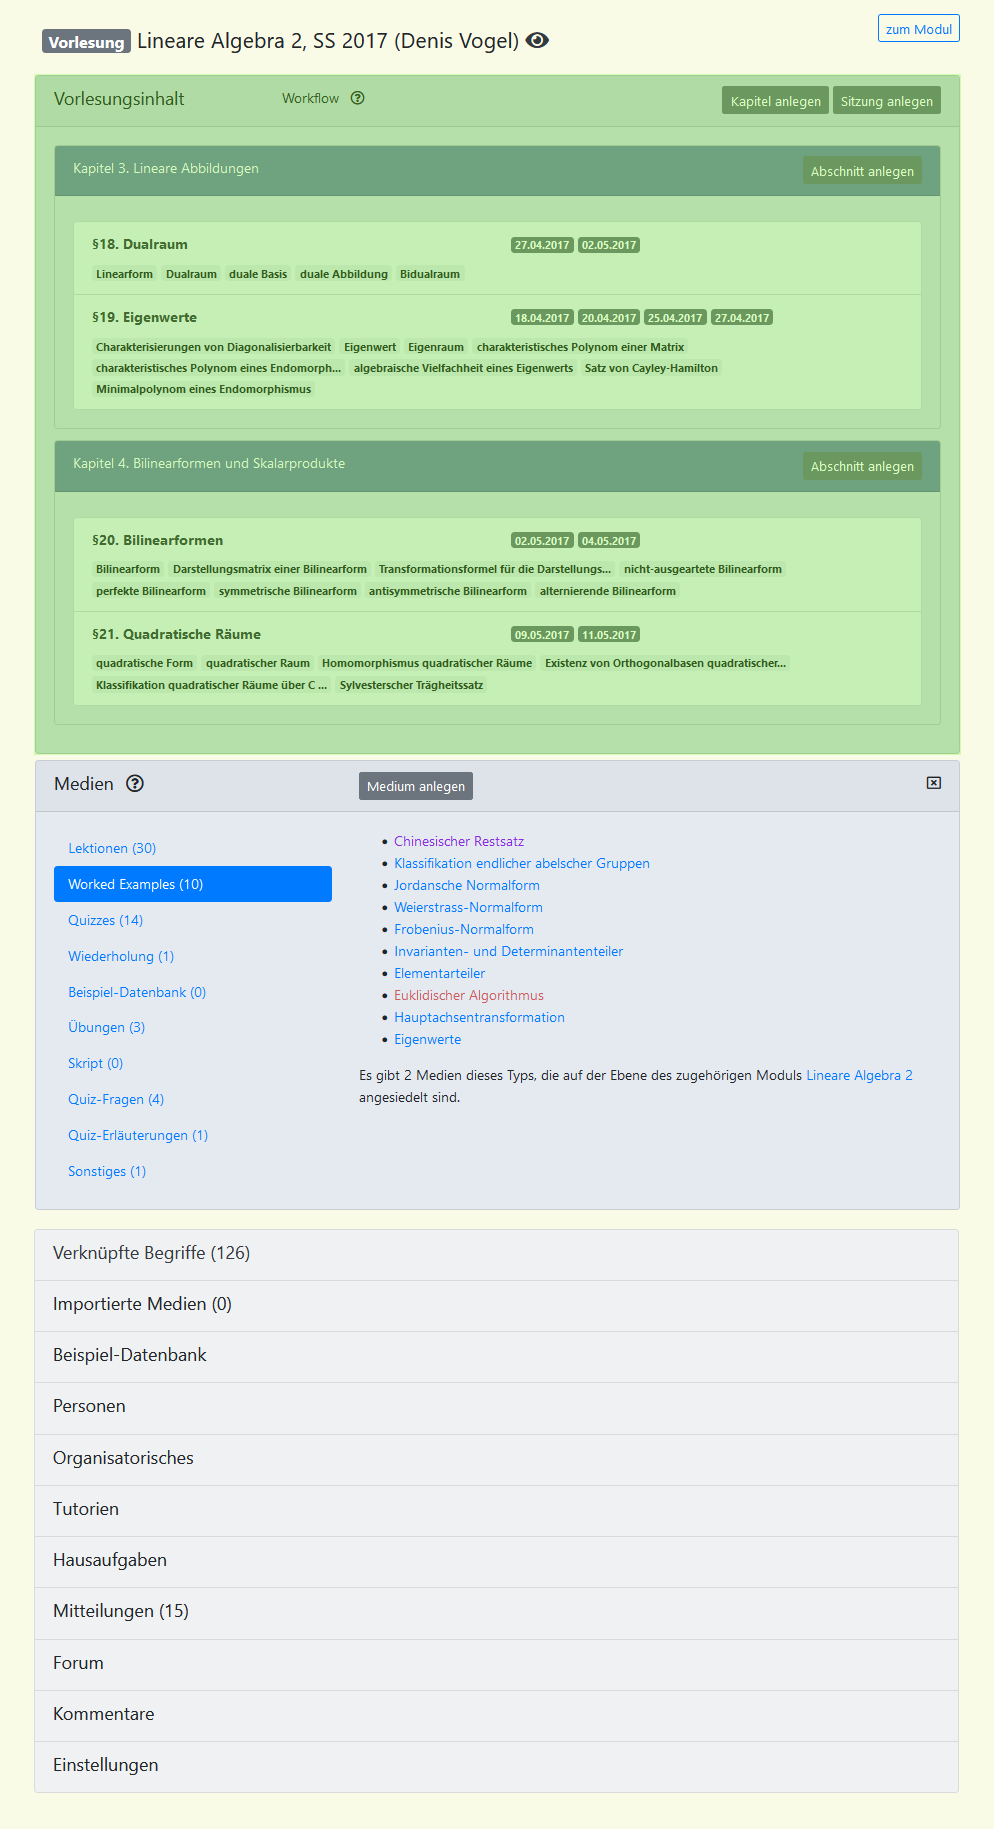 Vorlesung Lineare Algebra 2, SS 2017 (Denis Vogel)
zum Modul
Vorlesungsinhalt Workflow Kapitel anlegen Sitzung anlegen
Kapitel 3. Lineare Abbildungen Abschnitt anlegen
§18. Dualraum 27.04.2017 02.05.2017
Linearform Dualraum duale Basis duale Abbildung Bidualraum
§19. Eigenwerte 18.04.2017 20.04.2017 25.04.2017 27.04.2017
Charakterisierungen von Diagonalisierbarkeit Eigenwert Eigenraum charakteristisches Polynom einer Matrix
charakteristisches Polynom eines Endomorph... algebraische Vielfachheit eines Eigenwerts Satz von Cayley-Hamilton
Minimalpolynom eines Endomorphismus
Kapitel 4. Bilinearformen und Skalarprodukte Abschnitt anlegen
§20. Bilinearformen 02.05.2017 04.05.2017
Bilinearform Darstellungsmatrix einer Bilinearform Transformationsformel für die Darstellungs... nicht-ausgeartete Bilinearform
perfekte Bilinearform symmetrische Bilinearform antisymmetrische Bilinearform alternierende Bilinearform
§21. Quadratische Räume 09.05.2017 11.05.2017
quadratische Form quadratischer Raum Homomorphismus quadratischer Räume Existenz von Orthogonalbasen quadratischer...
Klassifikation quadratischer Räume über C ... Sylvesterscher Trägheitssatz
Medien Medium anlegen
Lektionen (30)
Worked Examples (10)
Quizzes (14)
Wiederholung (1)
Beispiel-Datenbank (0)
Übungen (3)
Skript (0)
Quiz-Fragen (4)
Quiz-Erläuterungen (1)
Sonstiges (1)
Chinesischer Restsatz
Klassifikation endlicher abelscher Gruppen
Jordansche Normalform
Weierstrass-Normalform
Frobenius-Normalform
Invarianten- und Determinantenteiler
Elementarteiler
Euklidischer Algorithmus
Hauptachsentransformation
Eigenwerte
Es gibt 2 Medien dieses Typs, die auf der Ebene des zugehörigen Moduls Lineare Algebra 2
angesiedelt sind.
Verknüpfte Begriffe (126)
Importierte Medien (0)
Beispiel-Datenbank
Personen
Organisatorisches
Tutorien
Hausaufgaben
Mitteilungen (15)
Forum
Kommentare
Einstellungen